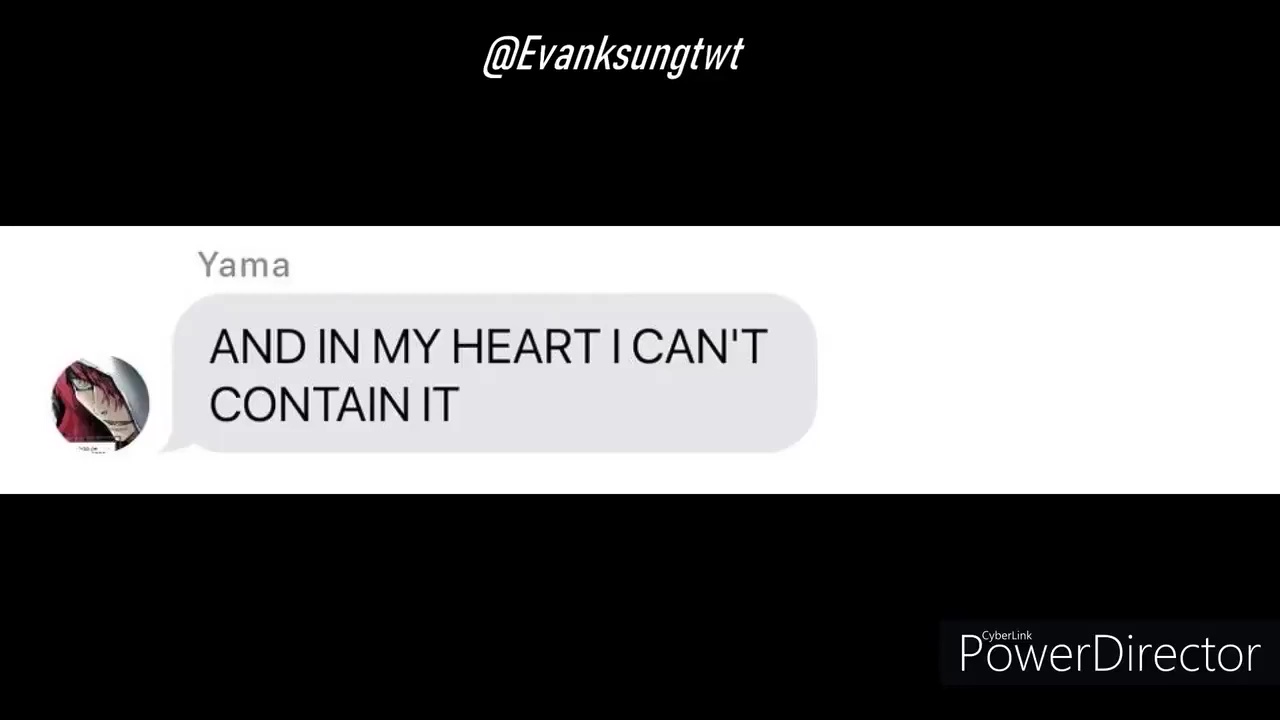 @Evanksungtwt
Yama
AND IN MY HEART I CAN'T
CONTAIN IT
CyberLink
PowerDirector